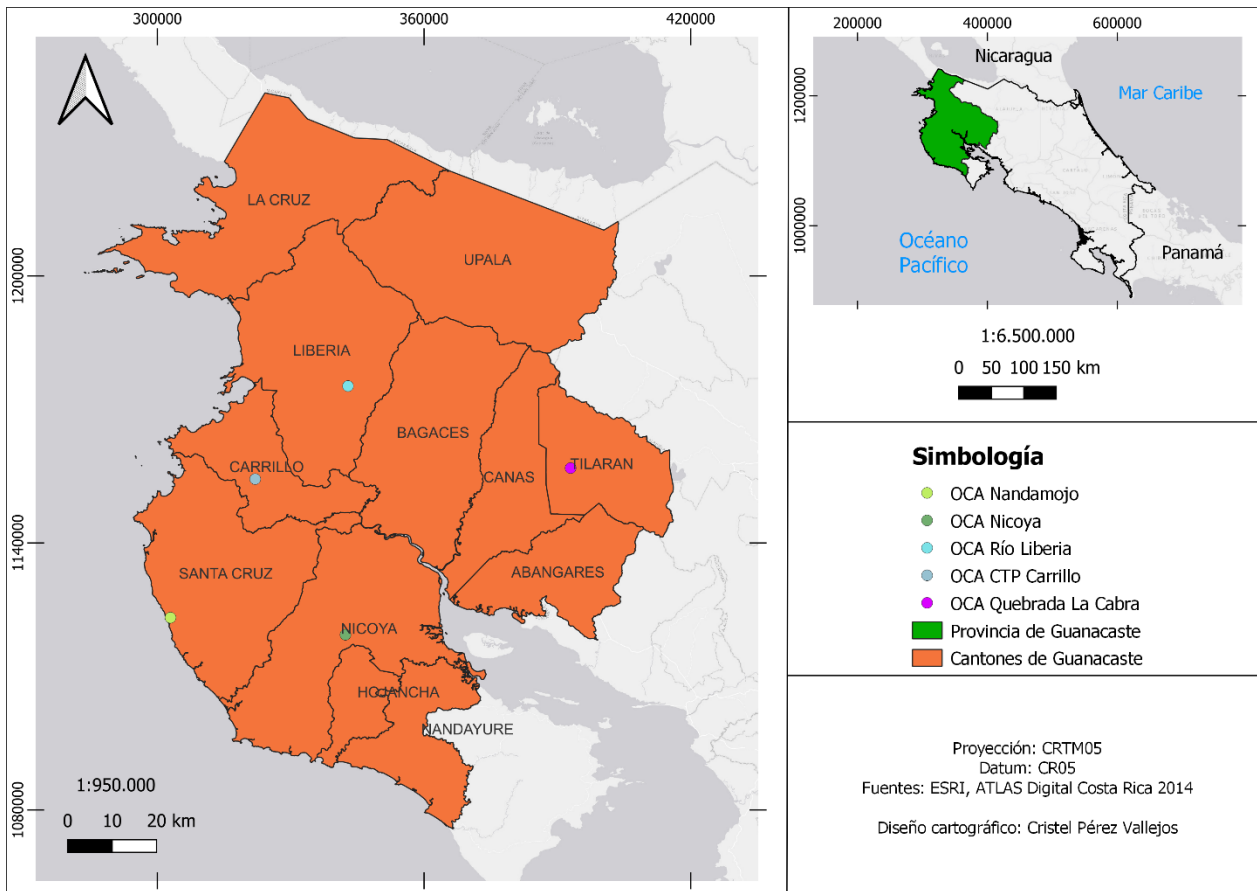 300000
360000
420000
1200000
1140000
1080000
LA CRUZ
UPALA
LIBERIA
BAGACES
CARRILLO
CANAS
TILARAN
SANTA CRUZ
ABANGARES
NICOYA
HOJANCHA
NANDAYURE
1:950.000
0 10 20 km
200000
400000
600000
1200000
1000000
Nicaragua
Mar Caribe
Océano
Pacífico
Panamá
1:6.500.000
0 50 100 150 km
Simbología
OCA Nandamojo
OCA Nicoya
OCA Río Liberia
OCA CTP Carrillo
OCA Quebrada La Cabra
Provincia de Guanacaste
Cantones de Guanacaste
Proyección: CRTM05
Datum: CR05
Fuentes: ESRI, ATLAS Digital Costa Rica 2014
Diseño cartográfico: Cristel Pérez Vallejos